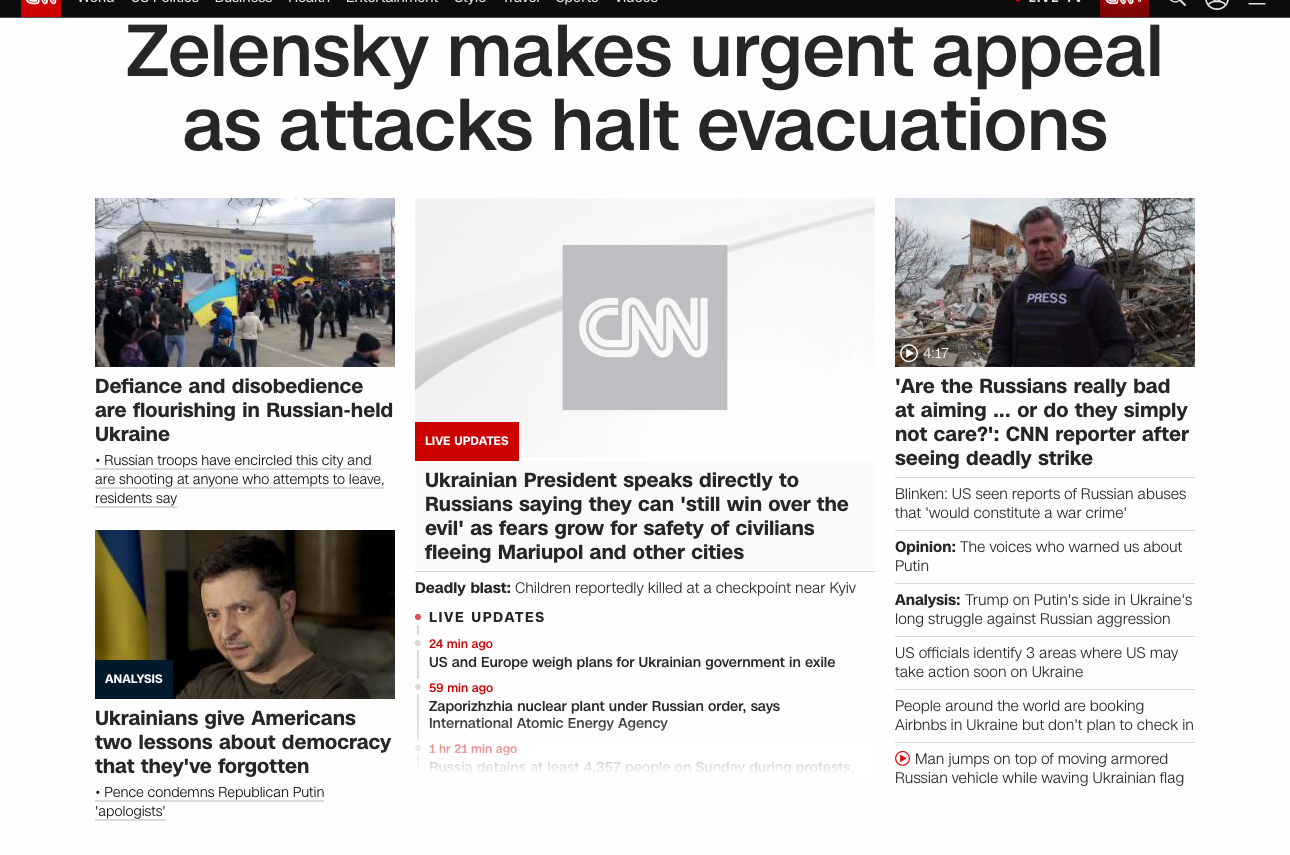 CNN World US Politics Business Health Entertainment Style Travel Sports Videos LIVE TV CNN+
Zelensky makes urgent appeal
as attacks halt evacuations
Defiance and disobedience
are flourishing in Russian-held
Ukraine
• Russian troops have encircled this city and
are shooting at anyone who attempts to leave,
residents say
ANALYSIS
Ukrainians give Americans
two lessons about democracy
that they've forgotten
• Pence condemns Republican Putin
'apologists'
CNN
LIVE UPDATES
Ukrainian President speaks directly to
Russians saying they can 'still win over the
evil' as fears grow for safety of civilians
fleeing Mariupol and other cities
Deadly blast: Children reportedly killed at a checkpoint near Kyiv
LIVE UPDATES
24 min ago
US and Europe weigh plans for Ukrainian government in exile
59 min ago
Zaporizhzhia nuclear plant under Russian order, says
International Atomic Energy Agency
1 hr 21 min ago
Russia detains at least 4,357 people on Sunday during protests,
PRESS
4:17
'Are the Russians really bad
at aiming ... or do they simply
not care?': CNN reporter after
seeing deadly strike
Blinken: US seen reports of Russian abuses
that 'would constitute a war crime'
Opinion: The voices who warned us about
Putin
Analysis: Trump on Putin's side in Ukraine's
long struggle against Russian aggression
US officials identify 3 areas where US may
take action soon on Ukraine
People around the world are booking
Airbnbs in Ukraine but don't plan to check in
Man jumps on top of moving armored
Russian vehicle while waving Ukrainian flag